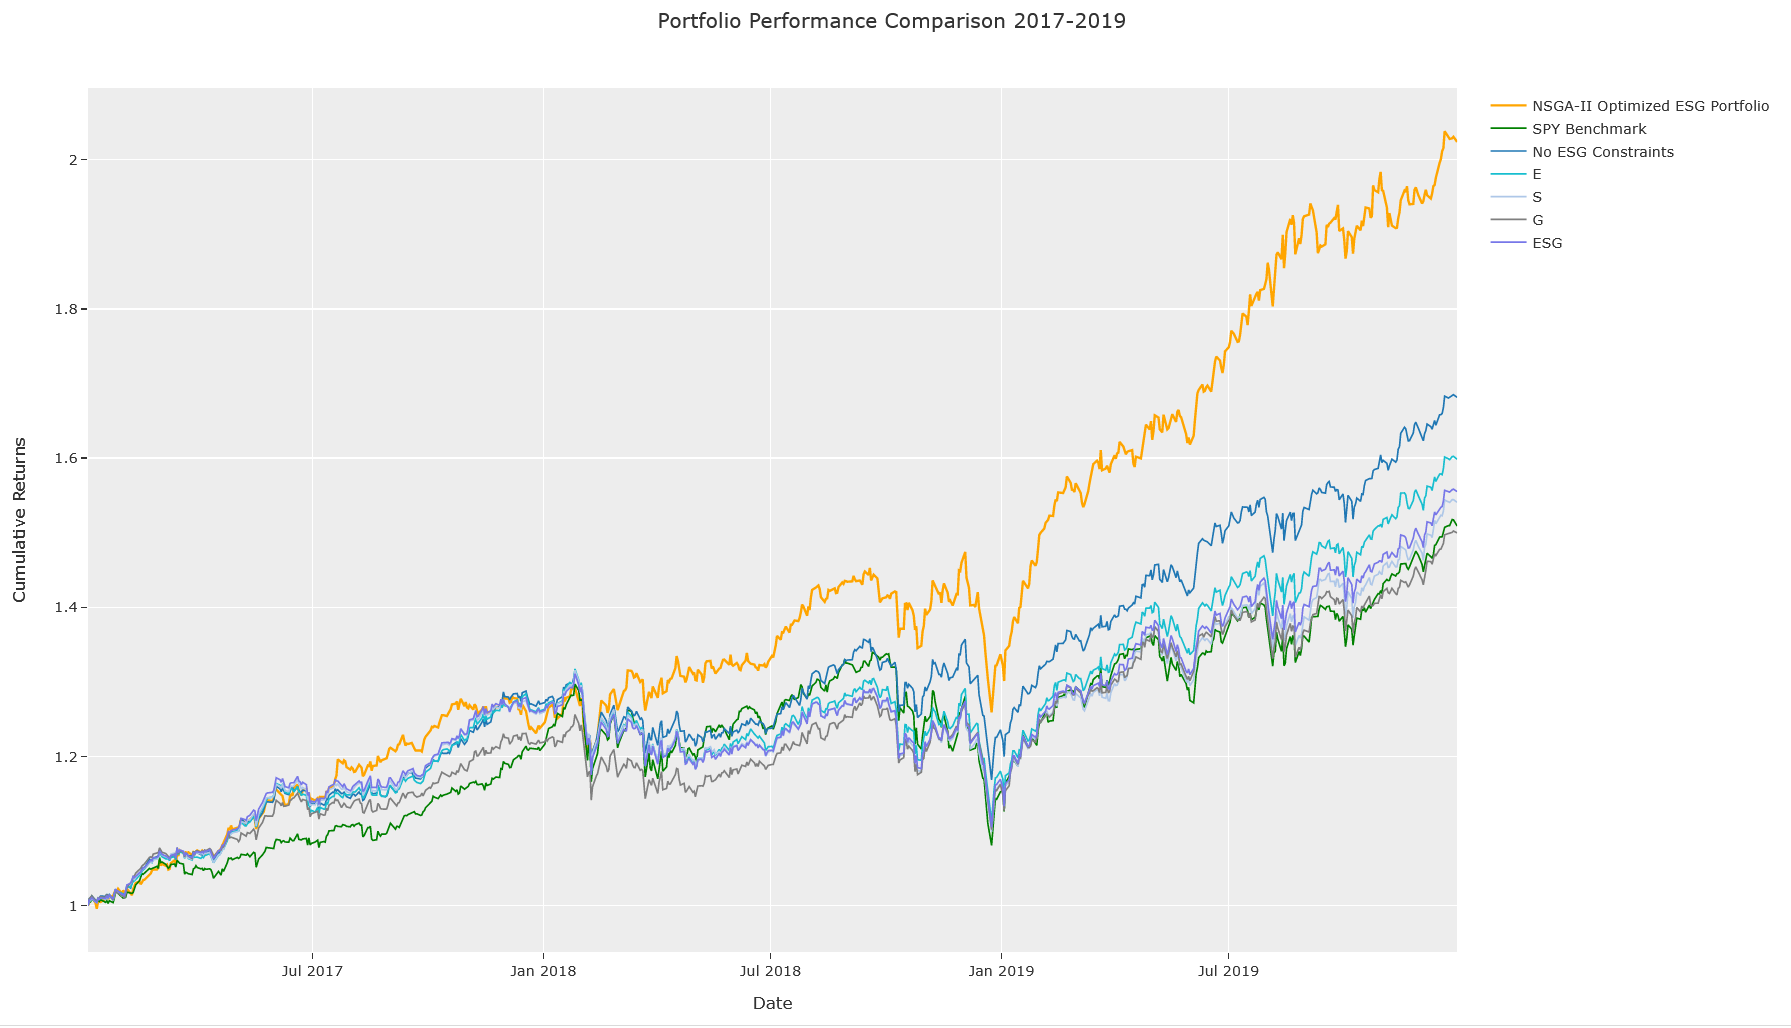 Portfolio Performance Comparison 2017-2019
NSGA-II Optimized ESG Portfolio
SPY Benchmark
No ESG Constraints
E
S
G
ESG
Cumulative Returns
2
1.8
1.6
1.4
1.2
1
Jul 2017
Jan 2018
Jul 2018
Jan 2019
Jul 2019
Date